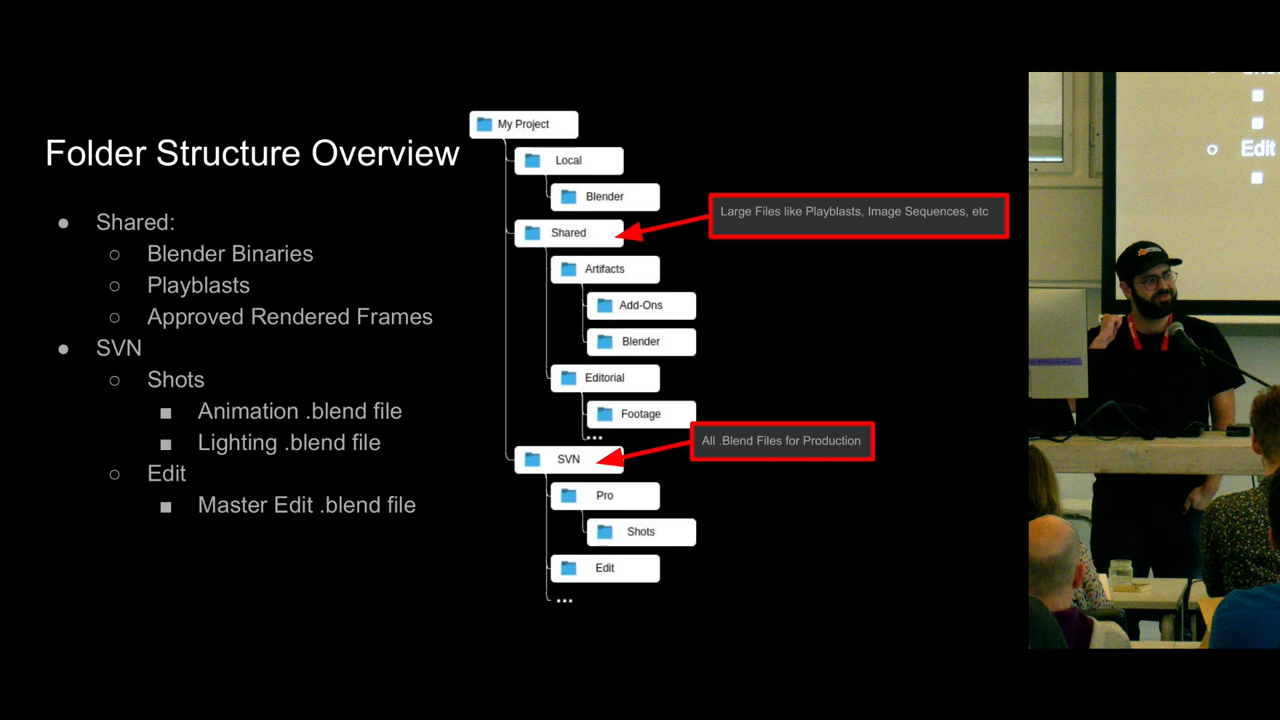 Folder Structure Overview
● Shared:
○ Blender Binaries
○ Playblasts
○ Approved Rendered Frames
● SVN
○ Shots
■ Animation .blend file
■ Lighting .blend file
○ Edit
■ Master Edit .blend file
My Project
Local
Blender
Shared
Large Files like Playblasts, Image Sequences, etc
Artifacts
Add-Ons
Blender
Editorial
Footage
...
SVN
All .Blend Files for Production
Pro
Shots
Edit
...
Edit